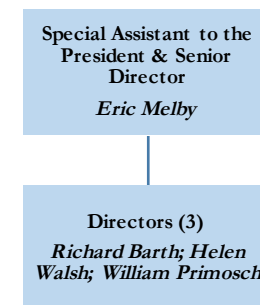 Special Assistant to the
President & Senior
Director
Eric Melby
Directors (3)
Richard Barth; Helen
Walsh; William Primosch